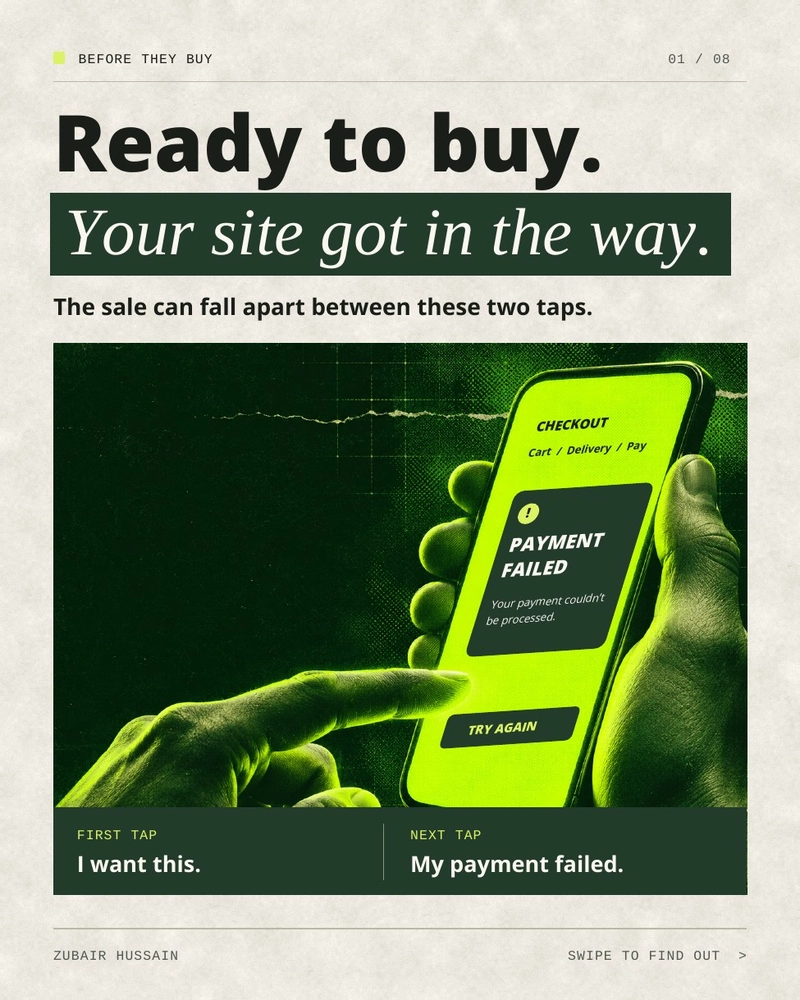 BEFORE THEY BUY
01 / 08
Ready to buy.
Your site got in the way.
The sale can fall apart between these two taps.
CHECKOUT
Cart / Delivery / Pay
!
PAYMENT
FAILED
Your payment couldn't
be processed.
TRY AGAIN
FIRST TAP
I want this.
NEXT TAP
My payment failed.
ZUBAIR HUSSAIN
SWIPE TO FIND OUT >